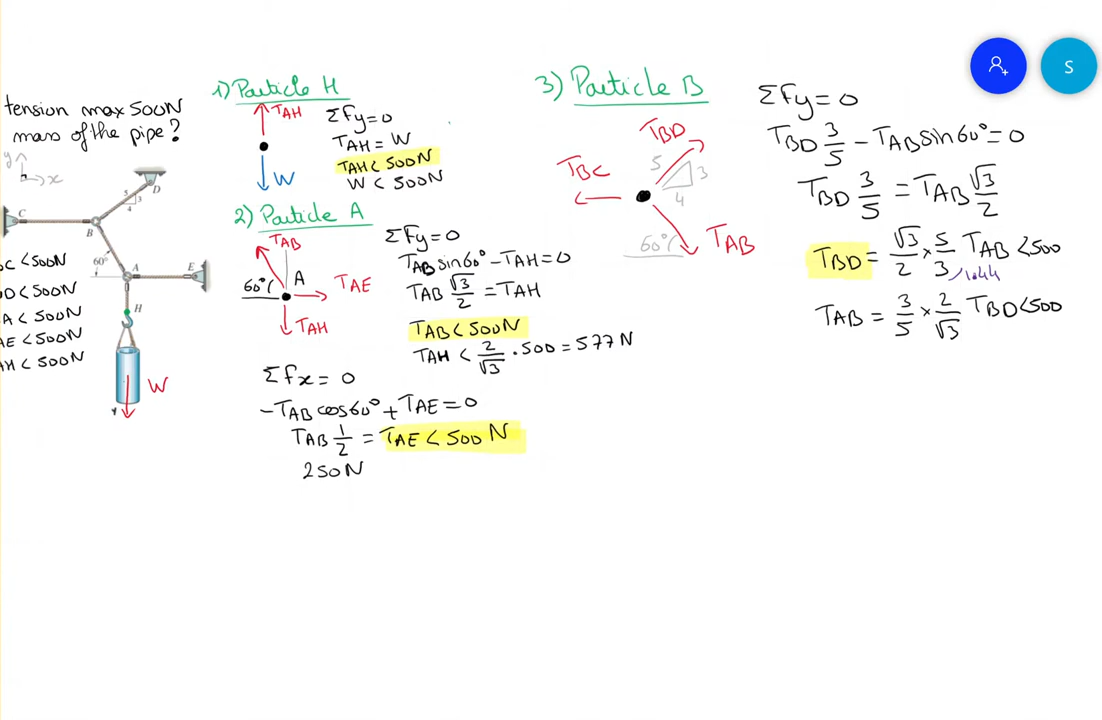 tension max 500N
mass of the pipe?
y
x
C
D
B
5
3
4
60°
A
E
H
W
C < 500N
D < 500N
A < 500N
AE < 500N
AH < 500N
1) Particle H
TAH
W
ΣFy = 0
TAH = W
TAH < 500N
W < 500N
2) Particle A
TAB
60°
A
TAE
TAH
ΣFy = 0
TAB sin60° - TAH = 0
TAB √3/2 = TAH
TAB < 500N
TAH < 2/√3 · 500 = 577 N
Σfx = 0
-TAB cos60° + TAE = 0
TAB 1/2 = TAE < 500 N
250N
3) Particle B
TBD
TBC
5
3
4
60°
TAB
ΣFy = 0
TBD 3/5 - TAB sin60° = 0
TBD 3/5 = TAB √3/2
TBD = √3/2 × 5/3 TAB < 500
1.44
TAB = 3/5 × 2/√3 TBD < 500
S